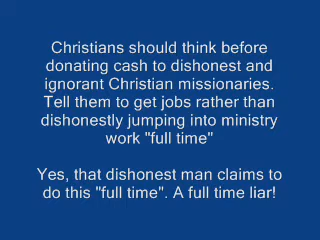 Christians should think before
donating cash to dishonest and
ignorant Christian missionaries.
Tell them to get jobs rather than
dishonestly jumping into ministry
work "full time"
Yes, that dishonest man claims to
do this "full time". A full time liar!